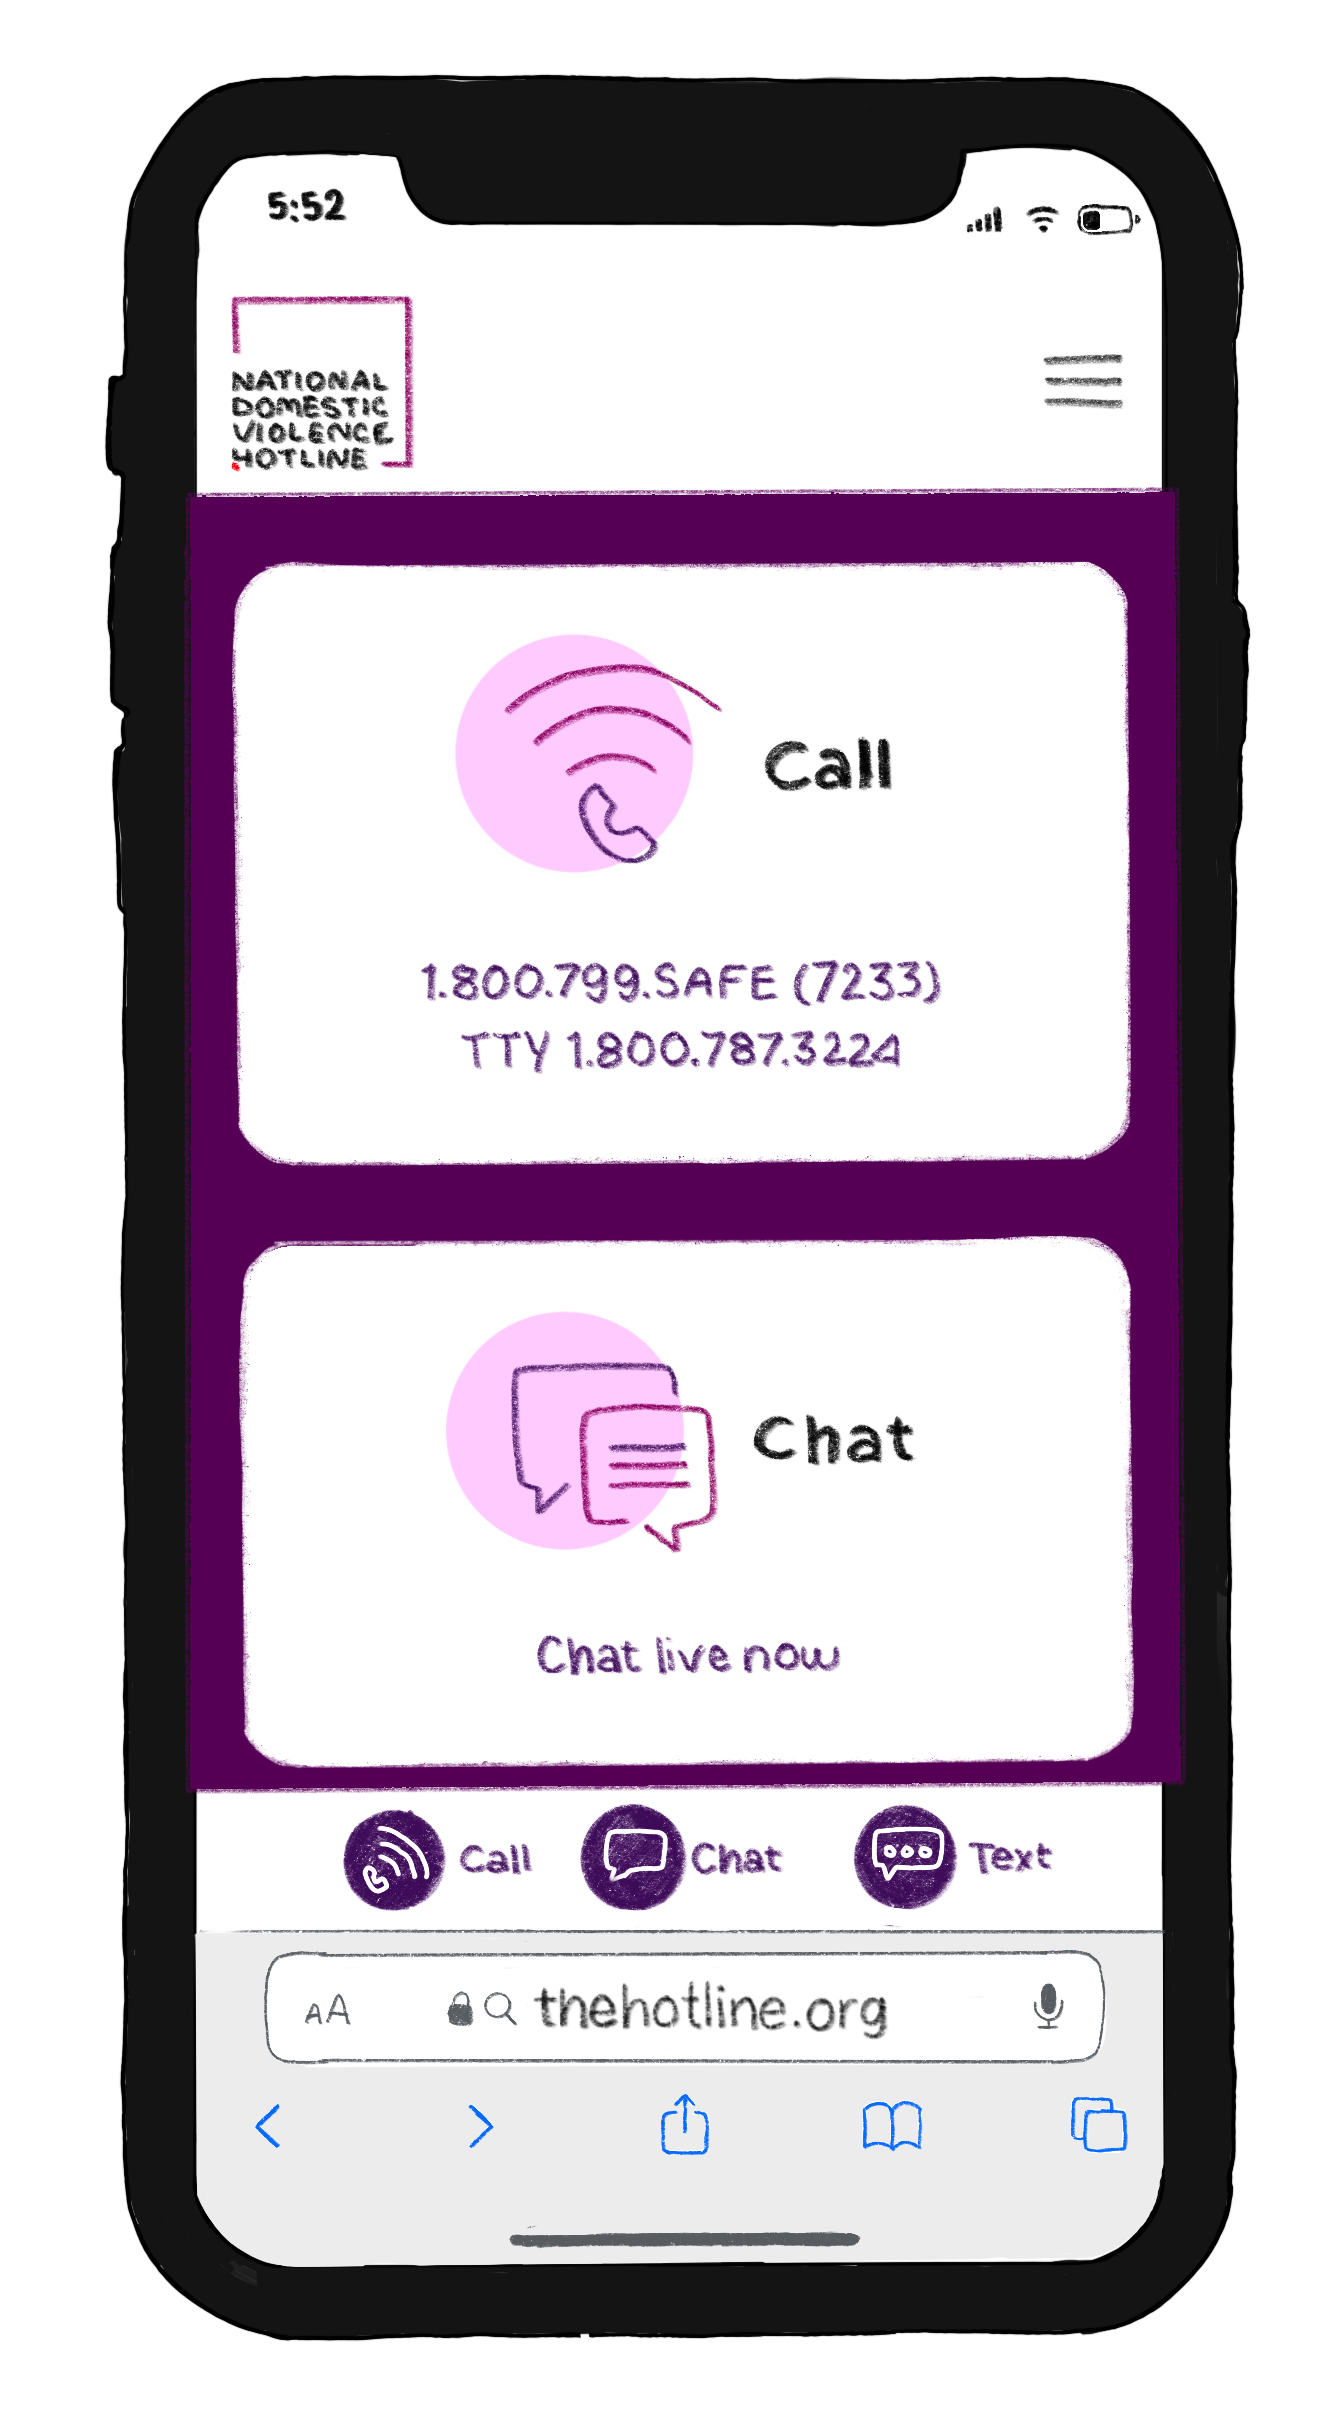 5:52
NATIONAL
DOMESTIC
VIOLENCE
HOTLINE
Call
1.800.799.SAFE (7233)
TTY 1.800.787.3224
Chat
Chat live now
Call Chat Text
AA thehotline.org